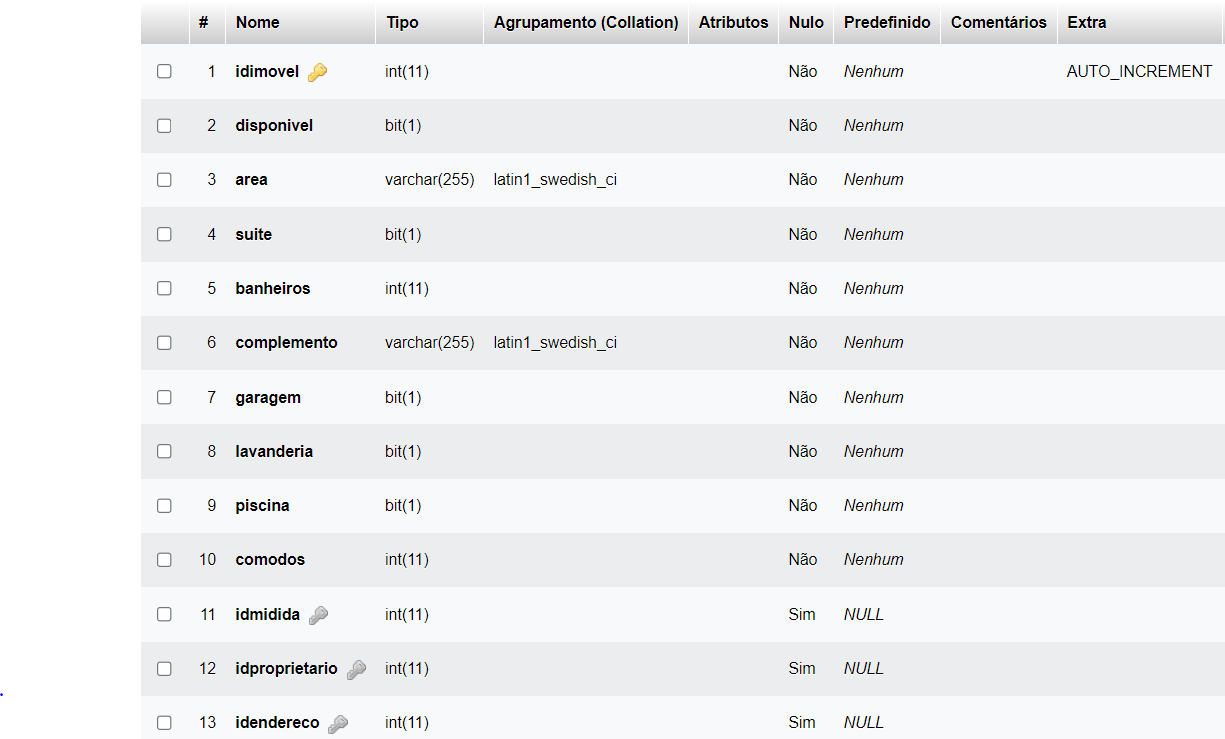 # Nome Tipo Agrupamento (Collation) Atributos Nulo Predefinido Comentários Extra
1 idimovel int(11) Não Nenhum AUTO_INCREMENT
2 disponivel bit(1) Não Nenhum
3 area varchar(255) latin1_swedish_ci Não Nenhum
4 suite bit(1) Não Nenhum
5 banheiros int(11) Não Nenhum
6 complemento varchar(255) latin1_swedish_ci Não Nenhum
7 garagem bit(1) Não Nenhum
8 lavanderia bit(1) Não Nenhum
9 piscina bit(1) Não Nenhum
10 comodos int(11) Não Nenhum
11 idmidida int(11) Sim NULL
12 idproprietario int(11) Sim NULL
13 idendereco int(11) Sim NULL